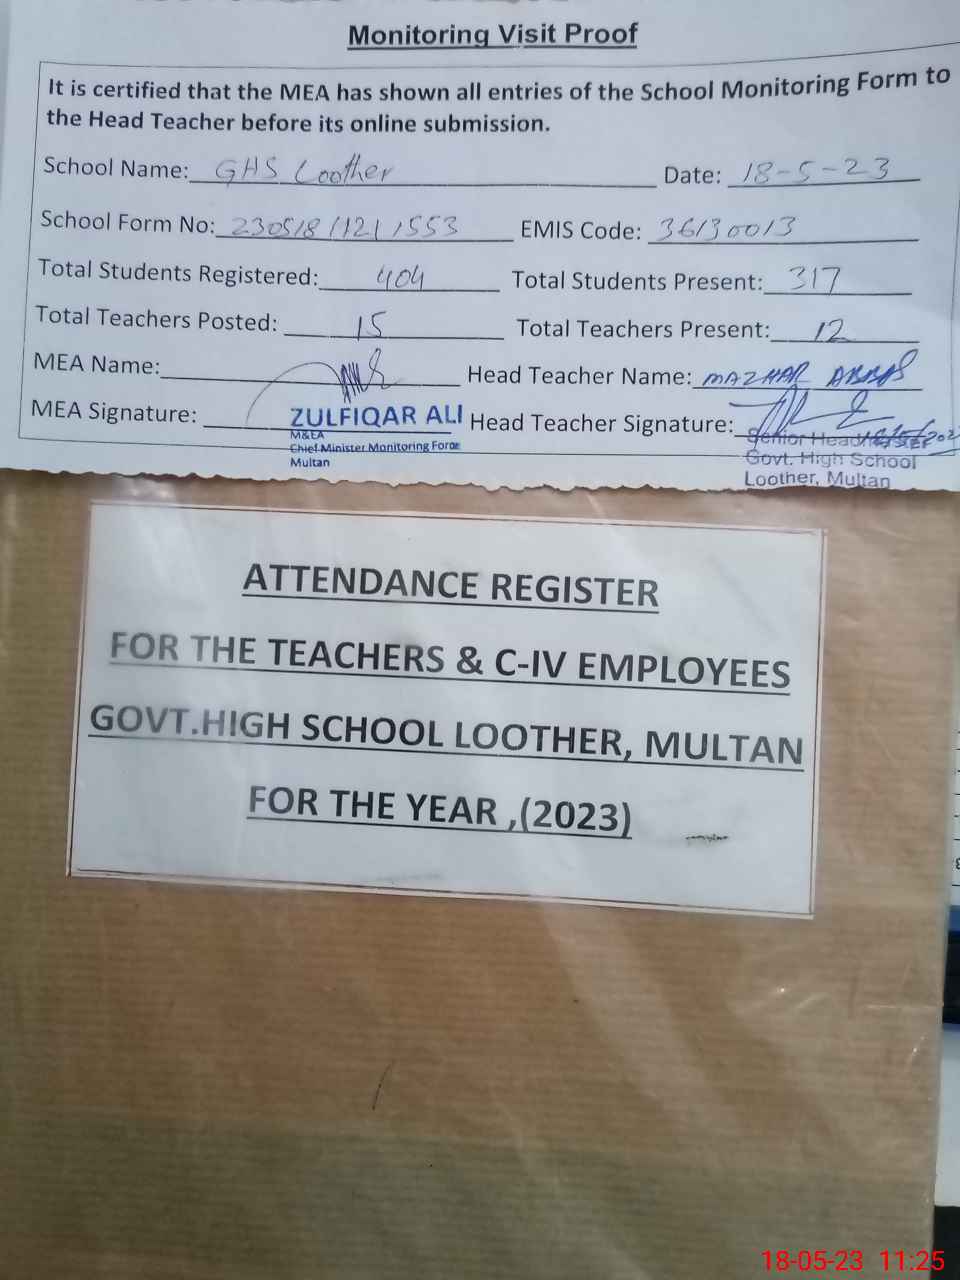 Monitoring Visit Proof
It is certified that the MEA has shown all entries of the School Monitoring Form to
the Head Teacher before its online submission.
School Name: GHS Loother Date: 18-5-23
School Form No: 230518/121/1553 EMIS Code: 36130013
Total Students Registered: 404 Total Students Present: 317
Total Teachers Posted: 15 Total Teachers Present: 12
MEA Name: Head Teacher Name: MAZHAR ABBAS
MEA Signature: ZULFIQAR ALI Head Teacher Signature:
M&EA
Chief Minister Monitoring Force
Multan
Senior Head
Govt. High School
Loother, Multan
ATTENDANCE REGISTER
FOR THE TEACHERS & C-IV EMPLOYEES
GOVT.HIGH SCHOOL LOOTHER, MULTAN
FOR THE YEAR ,(2023)
18-05-23 11:25